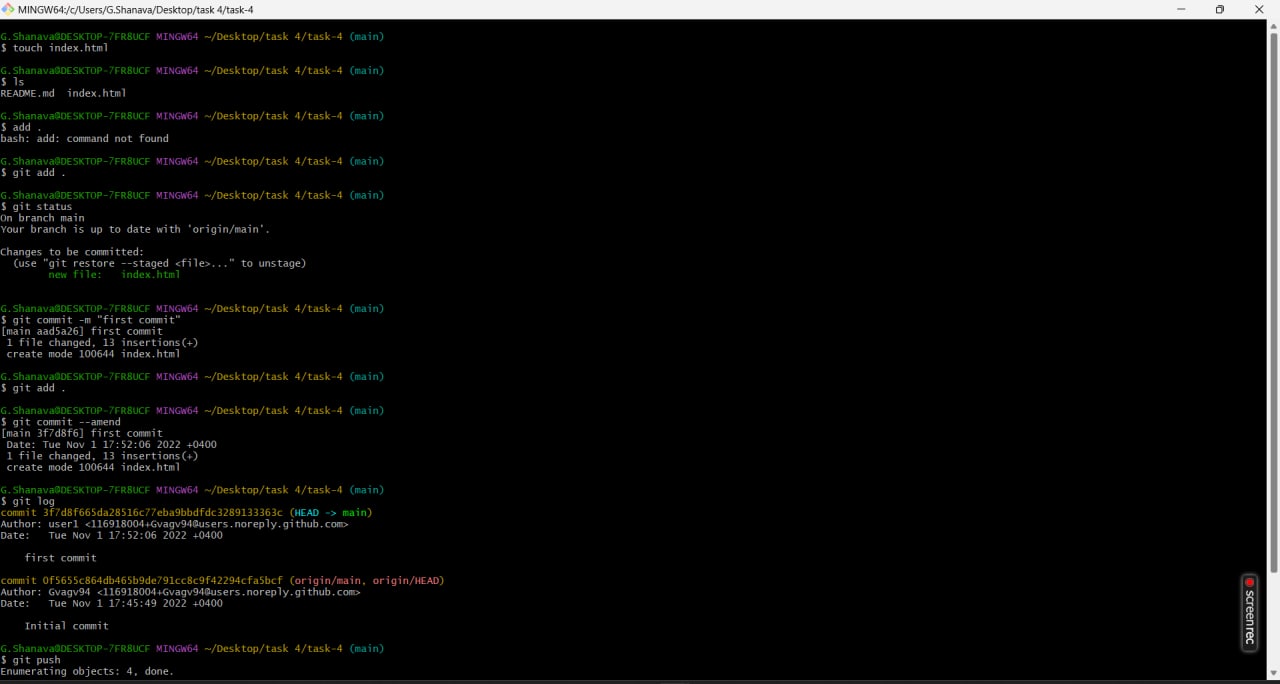 MINGW64:/c/Users/G.Shanava/Desktop/task 4/task-4
G.Shanava@DESKTOP-7FR8UCF MINGW64 ~/Desktop/task 4/task-4 (main)
$ touch index.html
G.Shanava@DESKTOP-7FR8UCF MINGW64 ~/Desktop/task 4/task-4 (main)
$ ls
README.md  index.html
G.Shanava@DESKTOP-7FR8UCF MINGW64 ~/Desktop/task 4/task-4 (main)
$ add .
bash: add: command not found
G.Shanava@DESKTOP-7FR8UCF MINGW64 ~/Desktop/task 4/task-4 (main)
$ git add .
G.Shanava@DESKTOP-7FR8UCF MINGW64 ~/Desktop/task 4/task-4 (main)
$ git status
On branch main
Your branch is up to date with 'origin/main'.
Changes to be committed:
  (use "git restore --staged <file>..." to unstage)
        new file:   index.html
G.Shanava@DESKTOP-7FR8UCF MINGW64 ~/Desktop/task 4/task-4 (main)
$ git commit -m "first commit"
[main aad5a26] first commit
 1 file changed, 13 insertions(+)
 create mode 100644 index.html
G.Shanava@DESKTOP-7FR8UCF MINGW64 ~/Desktop/task 4/task-4 (main)
$ git add .
G.Shanava@DESKTOP-7FR8UCF MINGW64 ~/Desktop/task 4/task-4 (main)
$ git commit --amend
[main 3f7d8f6] first commit
 Date: Tue Nov 1 17:52:06 2022 +0400
 1 file changed, 13 insertions(+)
 create mode 100644 index.html
G.Shanava@DESKTOP-7FR8UCF MINGW64 ~/Desktop/task 4/task-4 (main)
$ git log
commit 3f7d8f665da28516c77eba9bbdfdc3289133363c (HEAD -> main)
Author: user1 <116918004+Gvagv94@users.noreply.github.com>
Date:   Tue Nov 1 17:52:06 2022 +0400
    first commit
commit 0f5655c864db465b9de791cc8c9f42294cfa5bcf (origin/main, origin/HEAD)
Author: Gvagv94 <116918004+Gvagv94@users.noreply.github.com>
Date:   Tue Nov 1 17:45:49 2022 +0400
    Initial commit
G.Shanava@DESKTOP-7FR8UCF MINGW64 ~/Desktop/task 4/task-4 (main)
$ git push
Enumerating objects: 4, done.
screenrec